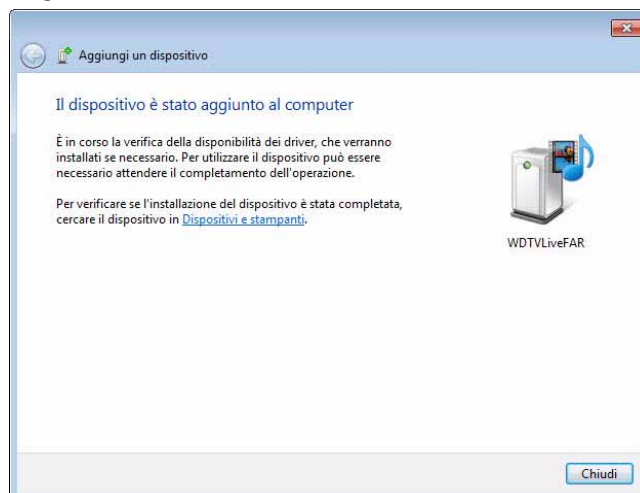 Aggiungi un dispositivo
Il dispositivo è stato aggiunto al computer
È in corso la verifica della disponibilità dei driver, che verranno
installati se necessario. Per utilizzare il dispositivo può essere
necessario attendere il completamento dell'operazione.
Per verificare se l'installazione del dispositivo è stata completata,
cercare il dispositivo in Dispositivi e stampanti.
WDTVLiveFAR
Chiudi